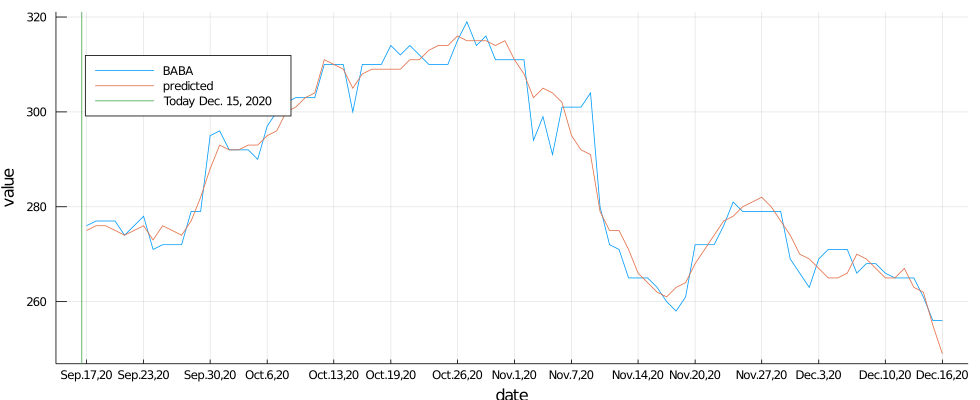 320
300
280
260
value
BABA
predicted
Today Dec. 15, 2020
Sep.17,20 Sep.23,20 Sep.30,20 Oct.6,20 Oct.13,20 Oct.19,20 Oct.26,20 Nov.1,20 Nov.7,20 Nov.14,20 Nov.20,20 Nov.27,20 Dec.3,20 Dec.10,20 Dec.16,20
date